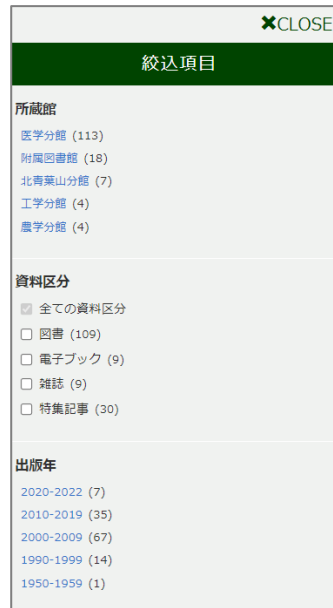 ✖CLOSE
絞込項目
所蔵館
医学分館 (113)
附属図書館 (18)
北青葉山分館 (7)
工学分館 (4)
農学分館 (4)
資料区分
全ての資料区分
図書 (109)
電子ブック (9)
雑誌 (9)
特集記事 (30)
出版年
2020-2022 (7)
2010-2019 (35)
2000-2009 (67)
1990-1999 (14)
1950-1959 (1)